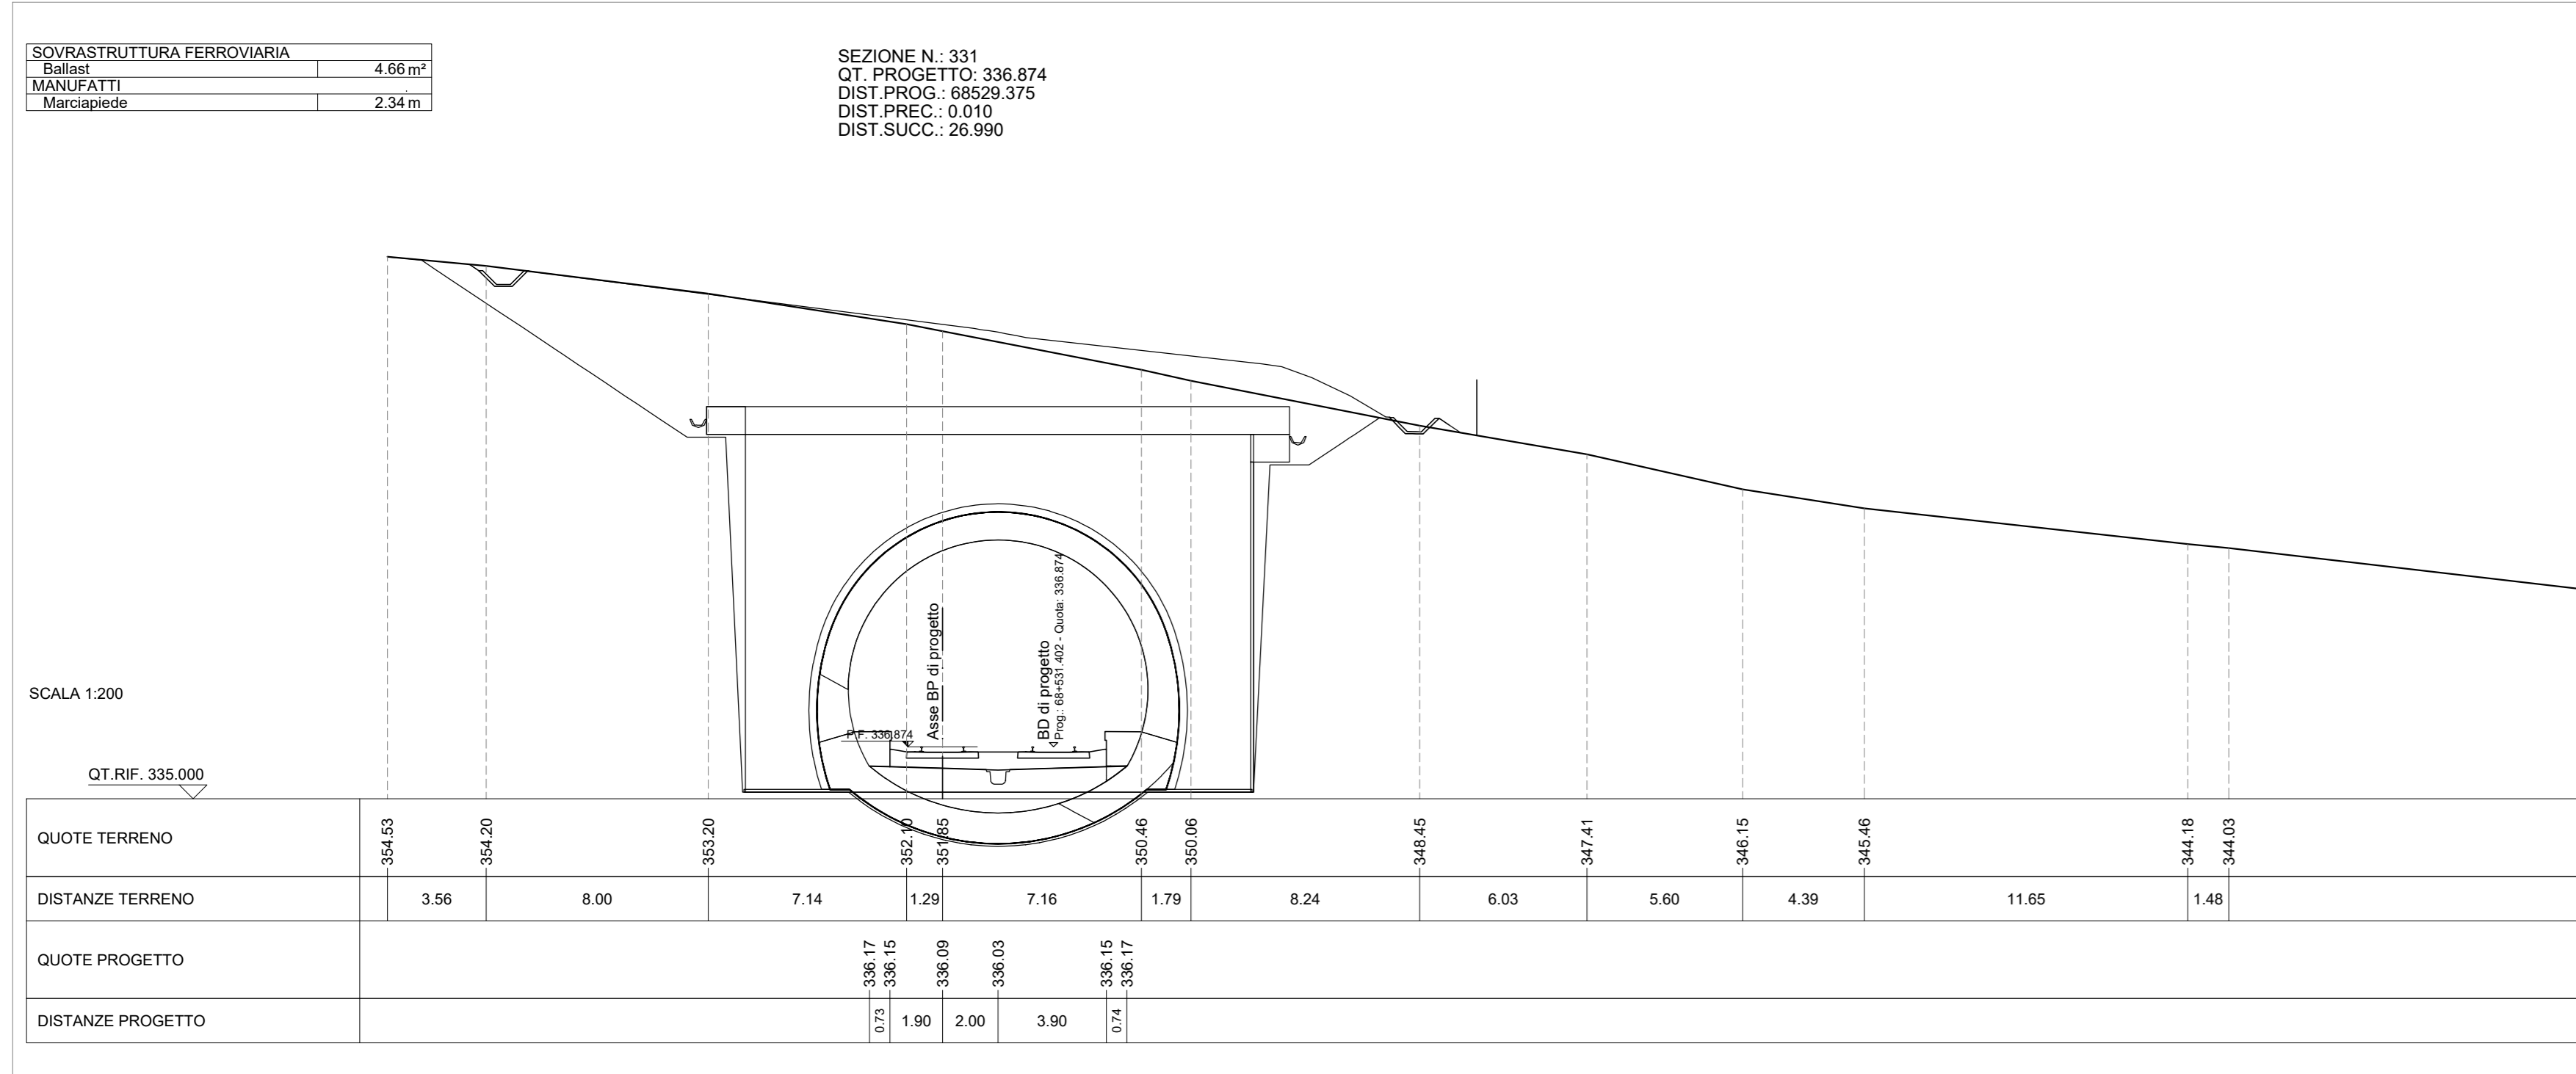 SOVRASTRUTTURA FERROVIARIA
Ballast 4.66 m²
MANUFATTI .
Marciapiede 2.34 m
SEZIONE N.: 331
QT. PROGETTO: 336.874
DIST.PROG.: 68529.375
DIST.PREC.: 0.010
DIST.SUCC.: 26.990
Asse BP di progetto
BD di progetto
Prog.: 68+531.402 - Quota: 336.874
P.F. 336.874
SCALA 1:200
QT.RIF. 335.000
QUOTE TERRENO 354.53 354.20 353.20 352.10 351.85 350.46 350.06 348.45 347.41 346.15 345.46 344.18 344.03
DISTANZE TERRENO 3.56 8.00 7.14 1.29 7.16 1.79 8.24 6.03 5.60 4.39 11.65 1.48
QUOTE PROGETTO 336.17 336.15 336.09 336.03 336.15 336.17
DISTANZE PROGETTO 0.73 1.90 2.00 3.90 0.74